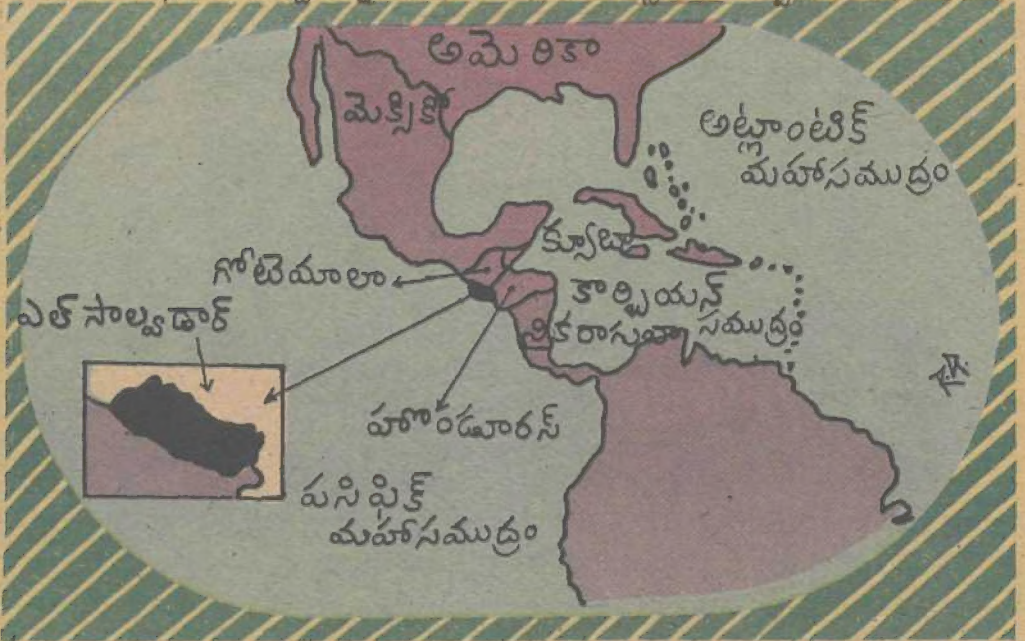 అమెరికా
మెక్సికో
అట్లాంటిక్
మహాసముద్రం
క్యూబా
గోటెమాలా
కార్బియన్
సముద్రం
నికరాగువా
ఎల్ సాల్వడార్
హొండూరస్
పసిఫిక్
మహాసముద్రం